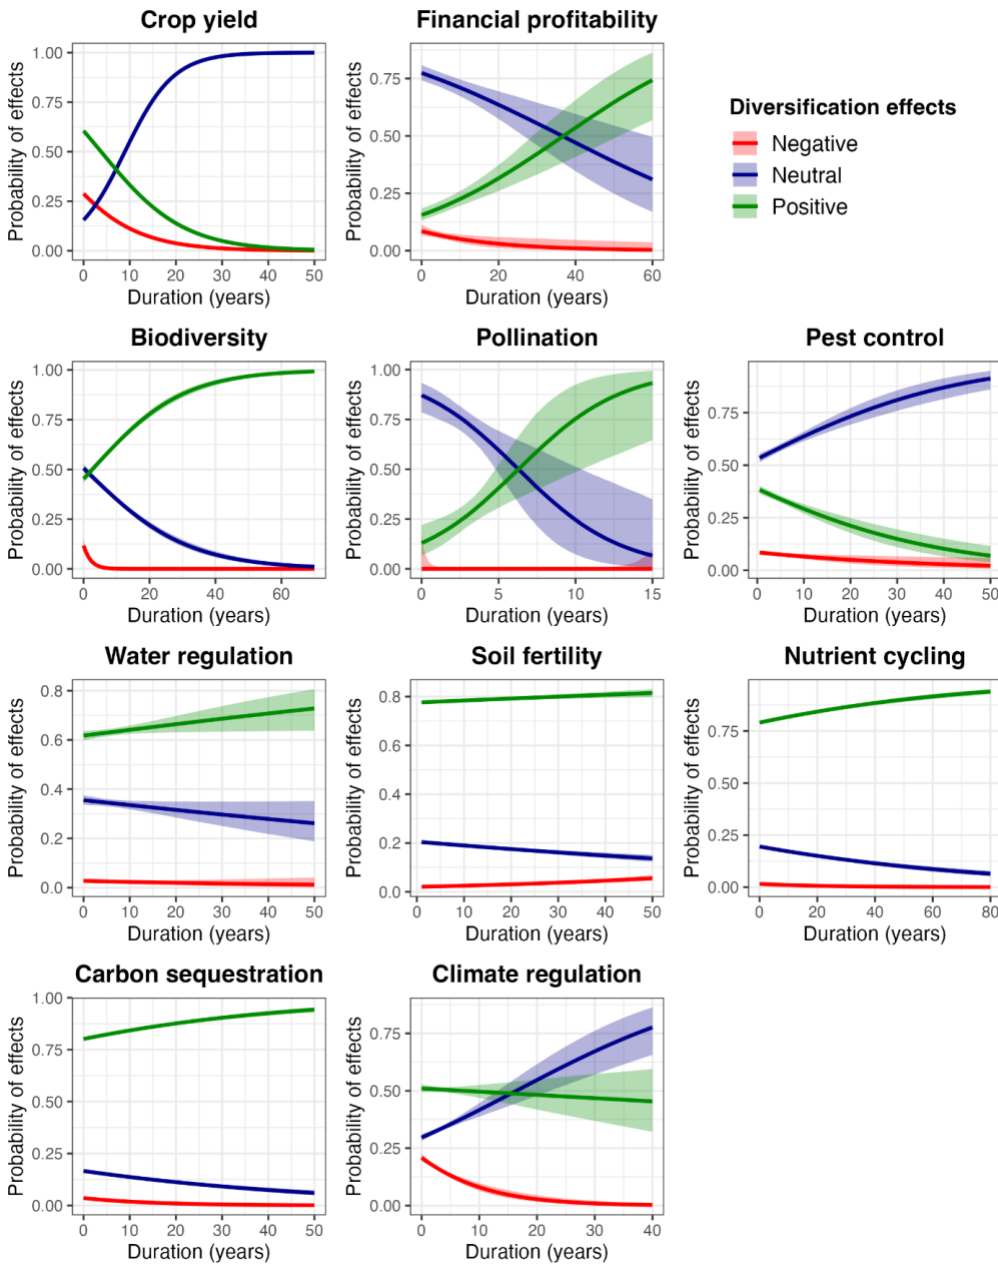 Crop yield
Probability of effects
1.00
0.75
0.50
0.25
0.00
0 10 20 30 40 50
Duration (years)
Financial profitability
Probability of effects
0.75
0.50
0.25
0.00
0 20 40 60
Duration (years)
Diversification effects
Negative
Neutral
Positive
Biodiversity
Probability of effects
1.00
0.75
0.50
0.25
0.00
0 20 40 60
Duration (years)
Pollination
Probability of effects
1.00
0.75
0.50
0.25
0.00
0 5 10 15
Duration (years)
Pest control
Probability of effects
0.75
0.50
0.25
0.00
0 10 20 30 40 50
Duration (years)
Water regulation
Probability of effects
0.8
0.6
0.4
0.2
0.0
0 10 20 30 40 50
Duration (years)
Soil fertility
Probability of effects
0.8
0.6
0.4
0.2
0.0
0 10 20 30 40 50
Duration (years)
Nutrient cycling
Probability of effects
0.75
0.50
0.25
0.00
0 20 40 60 80
Duration (years)
Carbon sequestration
Probability of effects
1.00
0.75
0.50
0.25
0.00
0 10 20 30 40 50
Duration (years)
Climate regulation
Probability of effects
0.75
0.50
0.25
0.00
0 10 20 30 40
Duration (years)